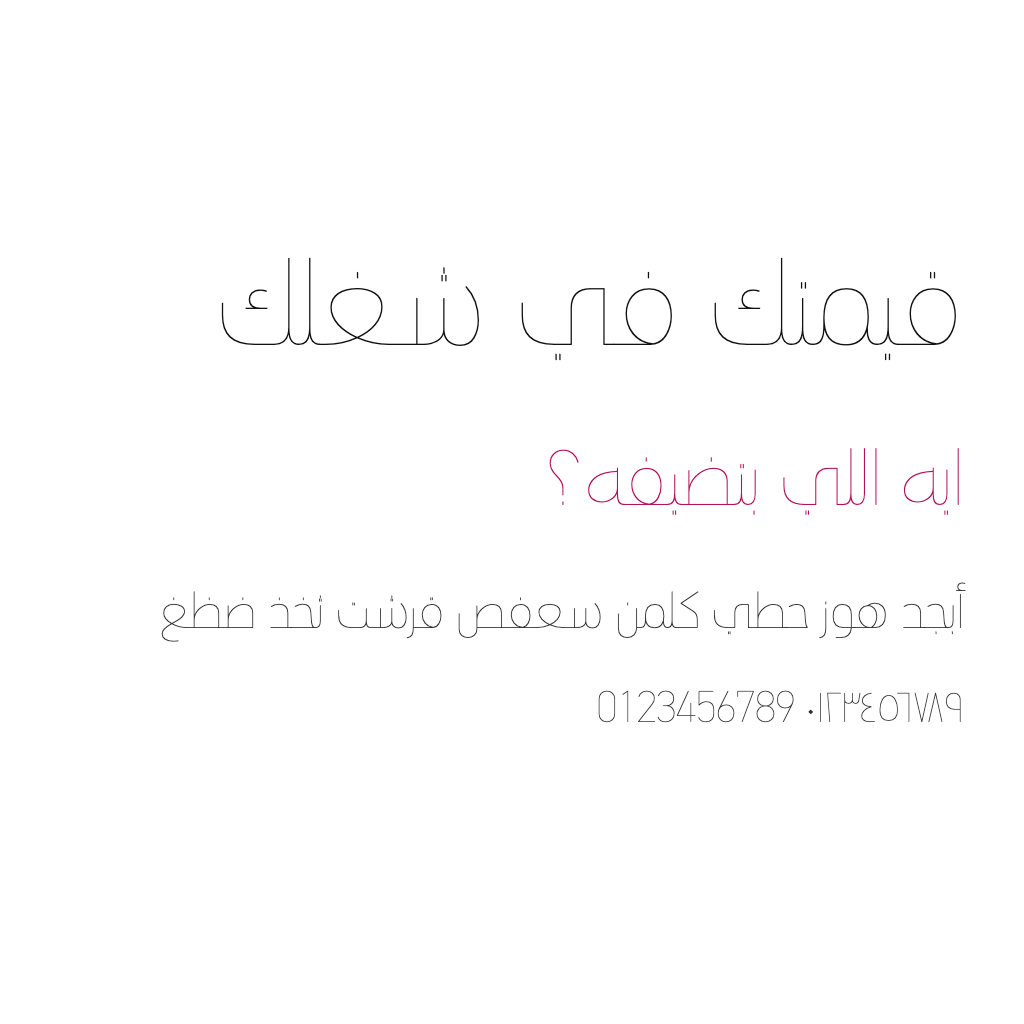 قيمتك في شغلك
ايه اللي بتضيفه؟
أبجد هوز حطي كلمن سعفص قرشت ثخذ ضظغ
٠١٢٣٤٥٦٧٨٩ 0123456789